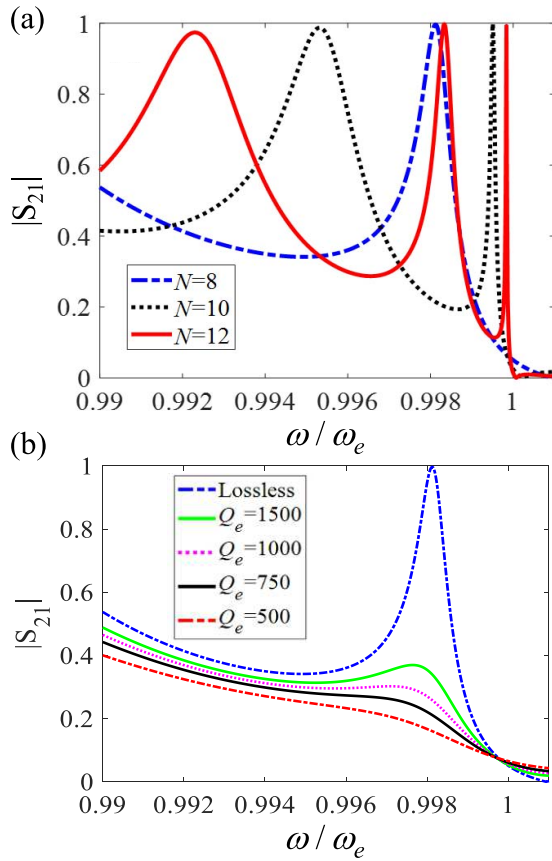 (a)
1
0.8
0.6
0.4
0.2
0
|S₂₁|
N=8
N=10
N=12
0.99 0.992 0.994 0.996 0.998 1
ω / ωₑ
(b)
1
0.8
0.6
0.4
0.2
0
|S₂₁|
Lossless
Qₑ=1500
Qₑ=1000
Qₑ=750
Qₑ=500
0.99 0.992 0.994 0.996 0.998 1
ω / ωₑ